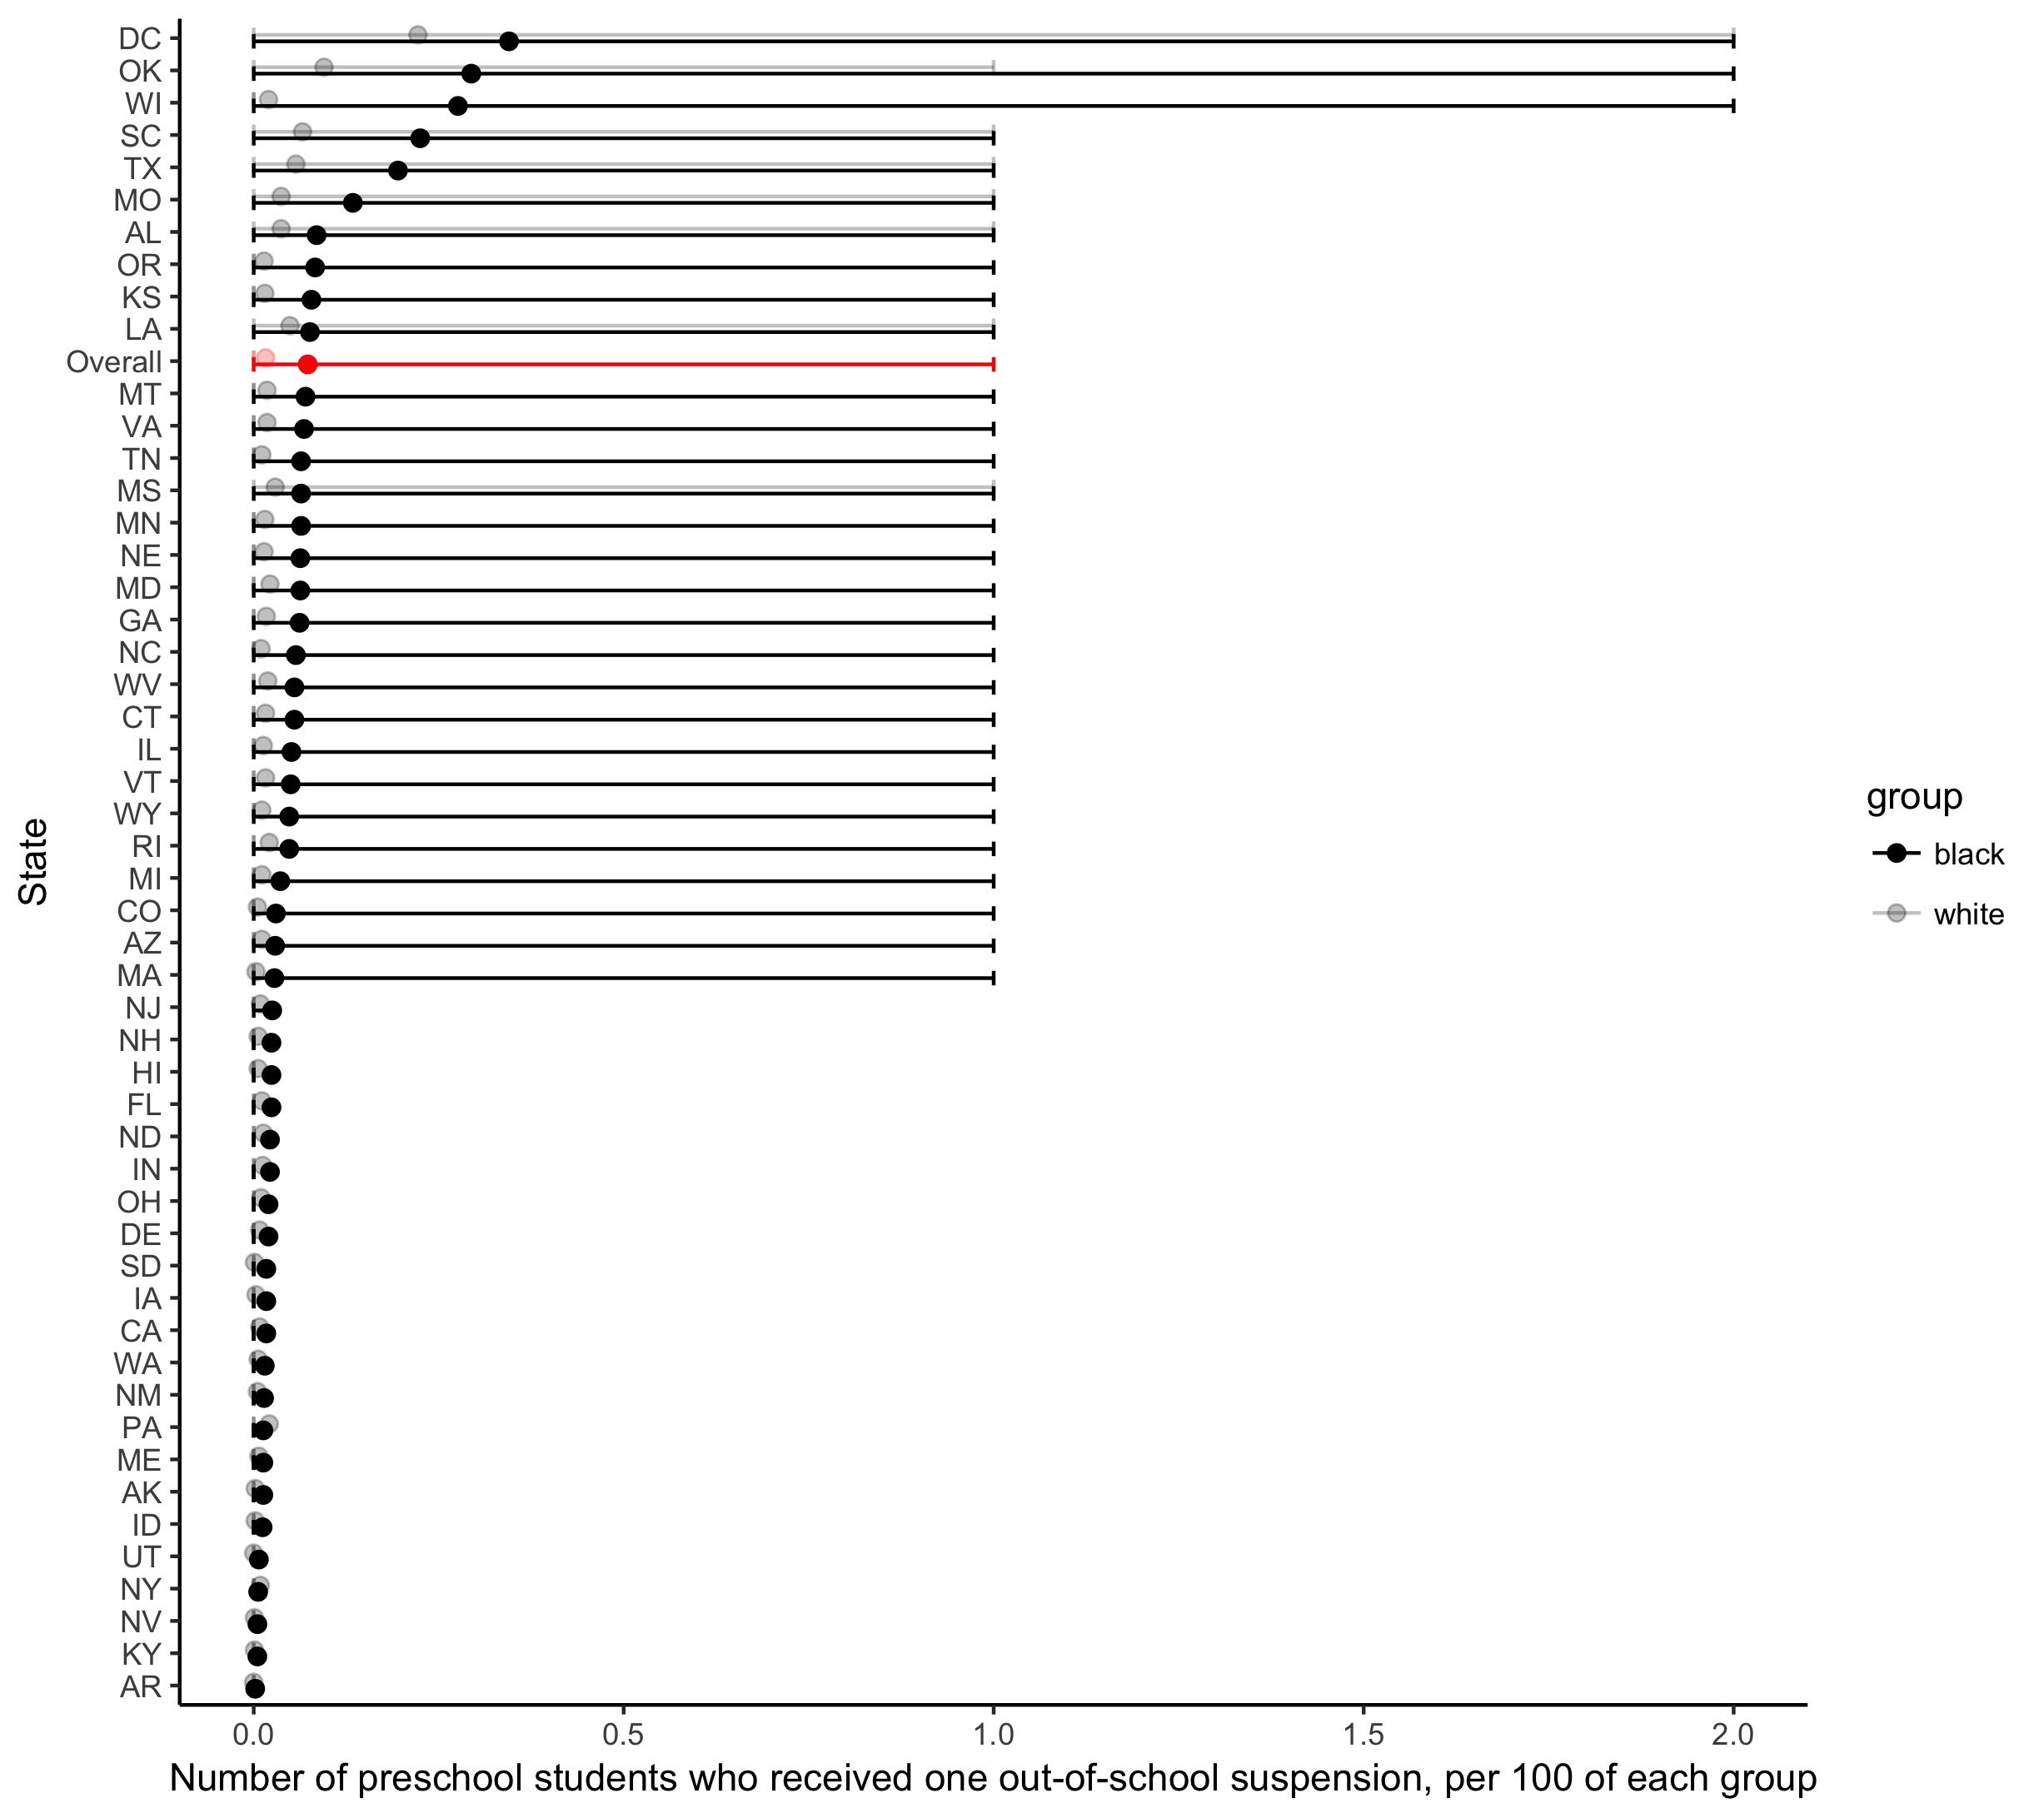 DC
OK
WI
SC
TX
MO
AL
OR
KS
LA
Overall
MT
VA
TN
MS
MN
NE
MD
GA
NC
WV
CT
IL
VT
WY
RI
MI
CO
AZ
MA
NJ
NH
HI
FL
ND
IN
OH
DE
SD
IA
CA
WA
NM
PA
ME
AK
ID
UT
NY
NV
KY
AR
State
0.0 0.5 1.0 1.5 2.0
Number of preschool students who received one out-of-school suspension, per 100 of each group
group
black
white